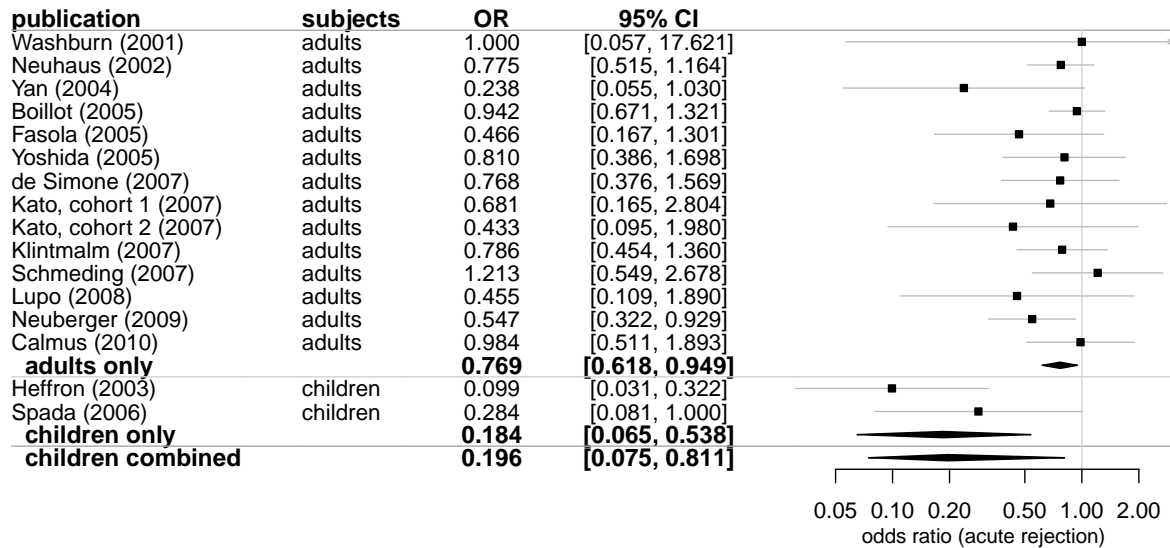 publication subjects OR 95% CI
Washburn (2001) adults 1.000 [0.057, 17.621]
Neuhaus (2002) adults 0.775 [0.515, 1.164]
Yan (2004) adults 0.238 [0.055, 1.030]
Boillot (2005) adults 0.942 [0.671, 1.321]
Fasola (2005) adults 0.466 [0.167, 1.301]
Yoshida (2005) adults 0.810 [0.386, 1.698]
de Simone (2007) adults 0.768 [0.376, 1.569]
Kato, cohort 1 (2007) adults 0.681 [0.165, 2.804]
Kato, cohort 2 (2007) adults 0.433 [0.095, 1.980]
Klintmalm (2007) adults 0.786 [0.454, 1.360]
Schmeding (2007) adults 1.213 [0.549, 2.678]
Lupo (2008) adults 0.455 [0.109, 1.890]
Neuberger (2009) adults 0.547 [0.322, 0.929]
Calmus (2010) adults 0.984 [0.511, 1.893]
adults only 0.769 [0.618, 0.949]
Heffron (2003) children 0.099 [0.031, 0.322]
Spada (2006) children 0.284 [0.081, 1.000]
children only 0.184 [0.065, 0.538]
children combined 0.196 [0.075, 0.811]
0.05 0.10 0.20 0.50 1.00 2.00
odds ratio (acute rejection)